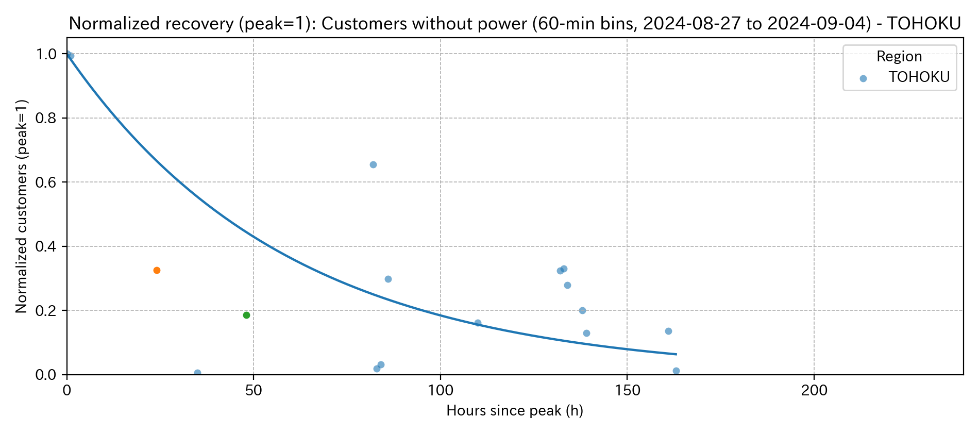 Normalized recovery (peak=1): Customers without power (60-min bins, 2024-08-27 to 2024-09-04) - TOHOKU
Normalized customers (peak=1)
1.0
0.8
0.6
0.4
0.2
0.0
Region
TOHOKU
0 50 100 150 200
Hours since peak (h)